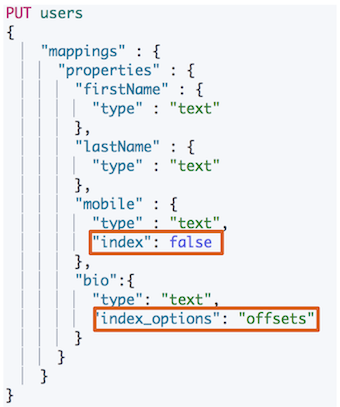 PUT users
{
"mappings" : {
"properties" : {
"firstName" : {
"type" : "text"
},
"lastName" : {
"type" : "text"
},
"mobile" : {
"type" : "text",
"index": false
},
"bio":{
"type": "text",
"index_options": "offsets"
}
}
}
}